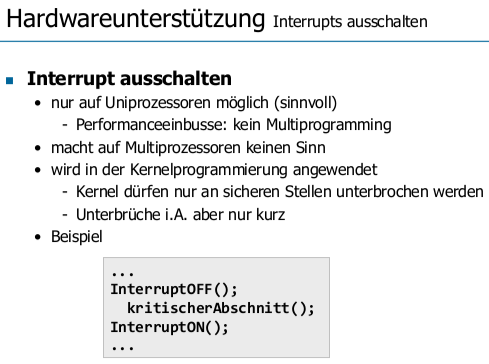 Hardwareunterstützung Interrupts ausschalten
Interrupt ausschalten
• nur auf Uniprozessoren möglich (sinnvoll)
- Performanceeinbusse: kein Multiprogramming
• macht auf Multiprozessoren keinen Sinn
• wird in der Kernelprogrammierung angewendet
- Kernel dürfen nur an sicheren Stellen unterbrochen werden
- Unterbrüche i.A. aber nur kurz
• Beispiel
...
InterruptOFF();
kritischerAbschnitt();
InterruptON();
...